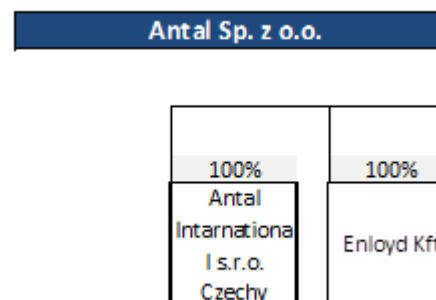 Antal Sp. z o.o.
100% 100%
Antal
Intarnationa
l s.r.o.
Czechy
Enloyd Kft